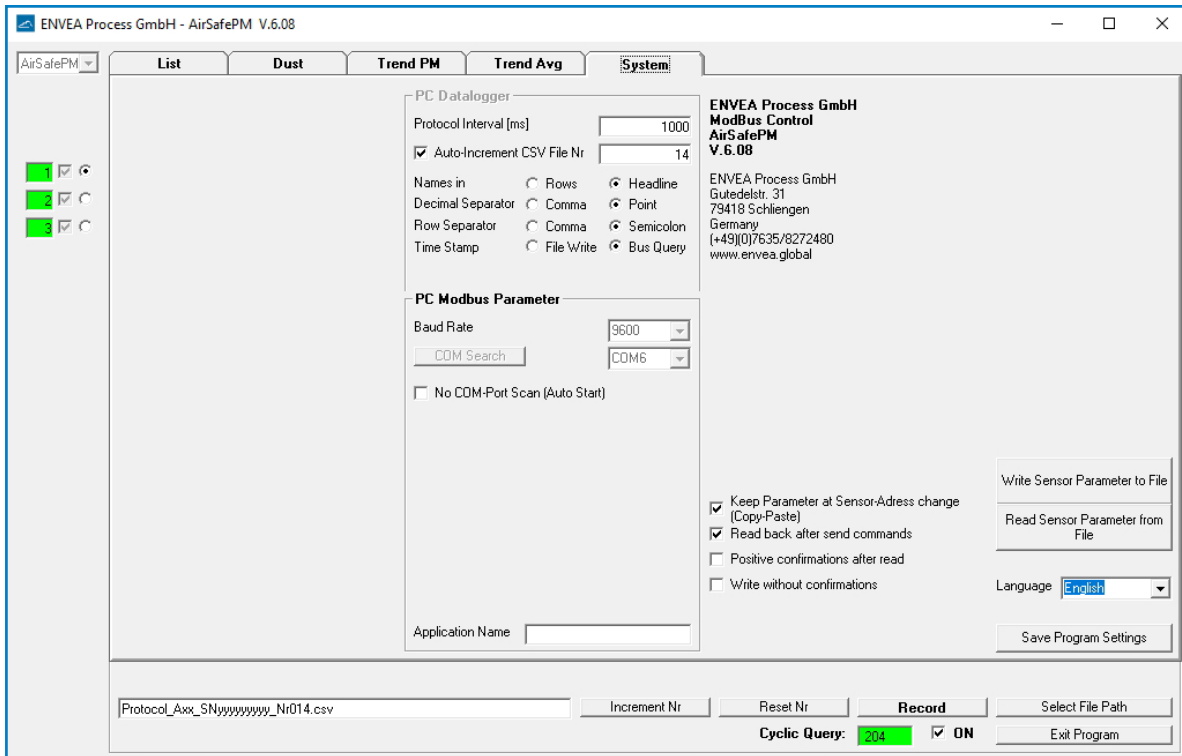 ENVEA Process GmbH - AirSafePM V.6.08
AirSafePM
List Dust Trend PM Trend Avg System
1
2
3
PC Datalogger
Protocol Interval [ms] 1000
Auto-Increment CSV File Nr 14
Names in Rows Headline
Decimal Separator Comma Point
Row Separator Comma Semicolon
Time Stamp File Write Bus Query
PC Modbus Parameter
Baud Rate 9600
COM Search COM6
No COM-Port Scan (Auto Start)
Application Name
ENVEA Process GmbH
ModBus Control
AirSafePM
V.6.08
ENVEA Process GmbH
Gutedelstr. 31
79418 Schliengen
Germany
(+49)(0)7635/8272480
www.envea.global
Keep Parameter at Sensor-Adress change
(Copy-Paste)
Read back after send commands
Positive confirmations after read
Write without confirmations
Write Sensor Parameter to File
Read Sensor Parameter from
File
Language English
Save Program Settings
Protocol_Axx_SNyyyyyyyyy_Nr014.csv Increment Nr Reset Nr Record Select File Path
Cyclic Query: 204 ON Exit Program